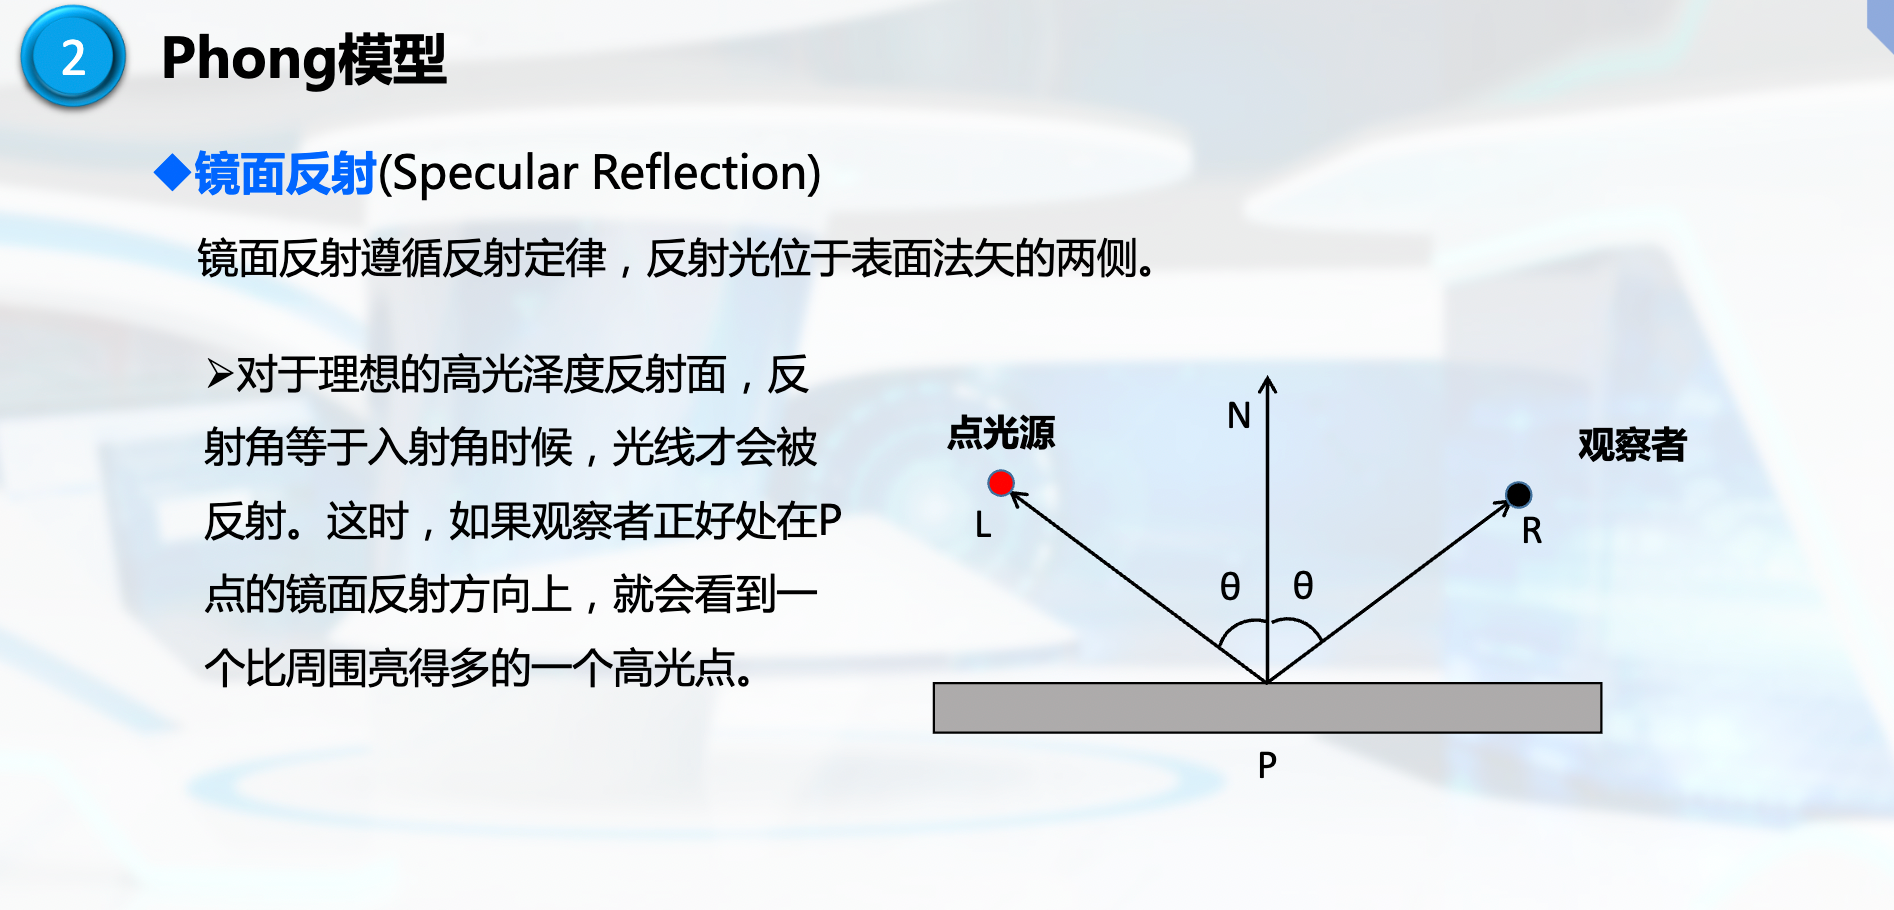 2
Phong模型
◆镜面反射(Specular Reflection)
镜面反射遵循反射定律，反射光位于表面法矢的两侧。
➢对于理想的高光泽度反射面，反
射角等于入射角时候，光线才会被
反射。这时，如果观察者正好处在P
点的镜面反射方向上，就会看到一
个比周围亮得多的一个高光点。
点光源
N
观察者
L
R
θ θ
P